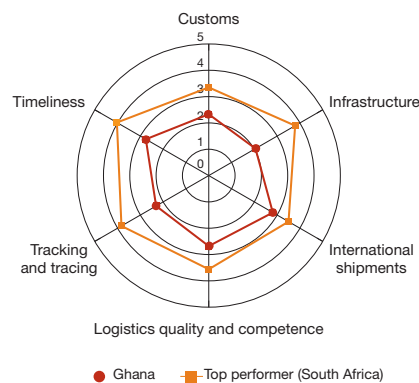 Customs
5
4
3
2
1
0
Timeliness
Infrastructure
Tracking
and tracing
International
shipments
Logistics quality and competence
Ghana
Top performer (South Africa)